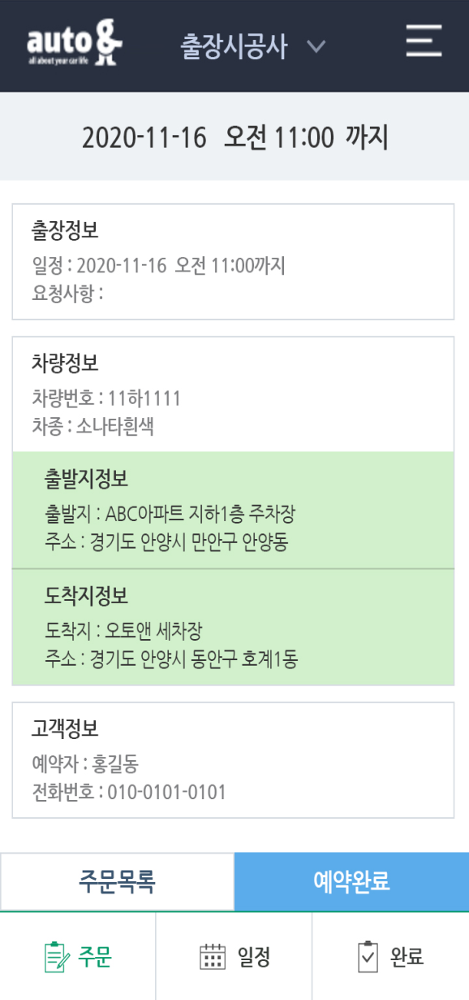 auto&
all about your car life
출장시공사
2020-11-16 오전 11:00 까지
출장정보
일정 : 2020-11-16 오전 11:00까지
요청사항 :
차량정보
차량번호 : 11하1111
차종 : 소나타흰색
출발지정보
출발지 : ABC아파트 지하1층 주차장
주소 : 경기도 안양시 만안구 안양동
도착지정보
도착지 : 오토앤 세차장
주소 : 경기도 안양시 동안구 호계1동
고객정보
예약자 : 홍길동
전화번호 : 010-0101-0101
주문목록 예약완료
주문 일정 완료